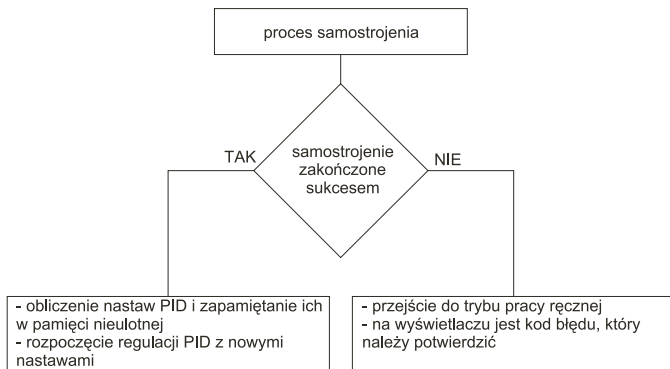 proces samostrojenia
TAK
samostrojenie
zakończone
sukcesem
NIE
- obliczenie nastaw PID i zapamiętanie ich
w pamięci nieulotnej
- rozpoczęcie regulacji PID z nowymi
nastawami
- przejście do trybu pracy ręcznej
- na wyświetlaczu jest kod błędu, który
należy potwierdzić